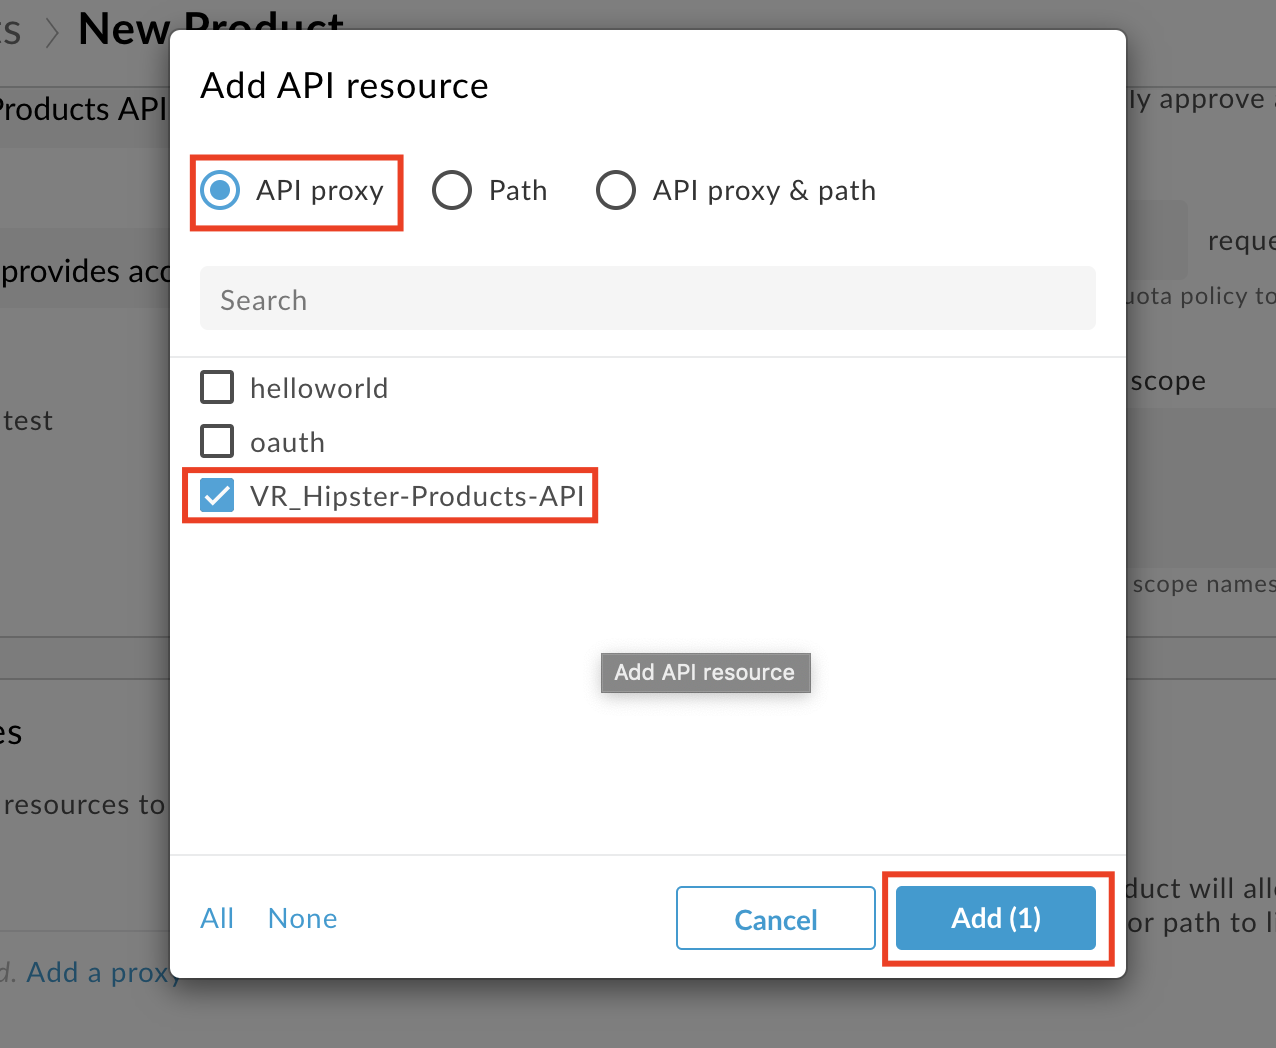 New Product
Add API resource
Products API
ly approve
API proxy
Path
API proxy & path
provides acc
reque
Search
uota policy to
helloworld
scope
test
oauth
VR_Hipster-Products-API
scope names
Add API resource
es
resources to
All
None
Cancel
Add (1)
duct will all
or path to li
d. Add a proxy